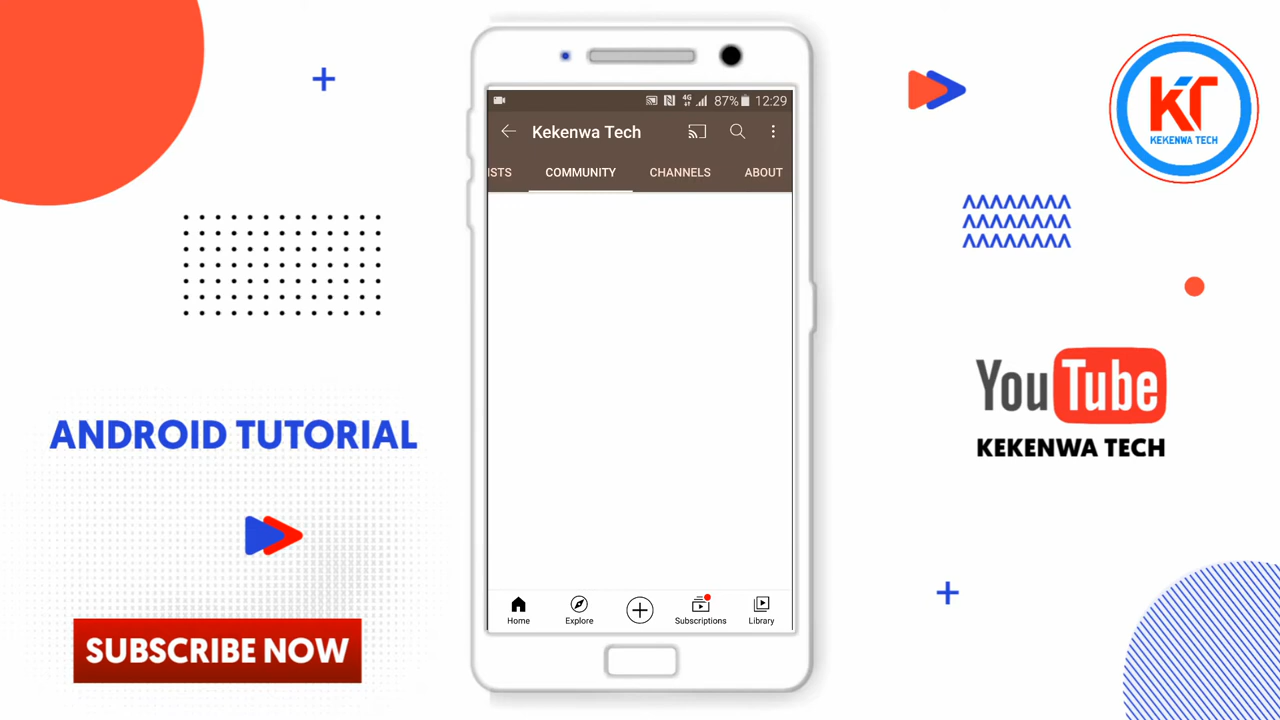 4G 87% 12:29
Kekenwa Tech
ISTS COMMUNITY CHANNELS ABOUT
Home Explore Subscriptions Library
ANDROID TUTORIAL
SUBSCRIBE NOW
KT
KEKENWA TECH
YouTube
KEKENWA TECH